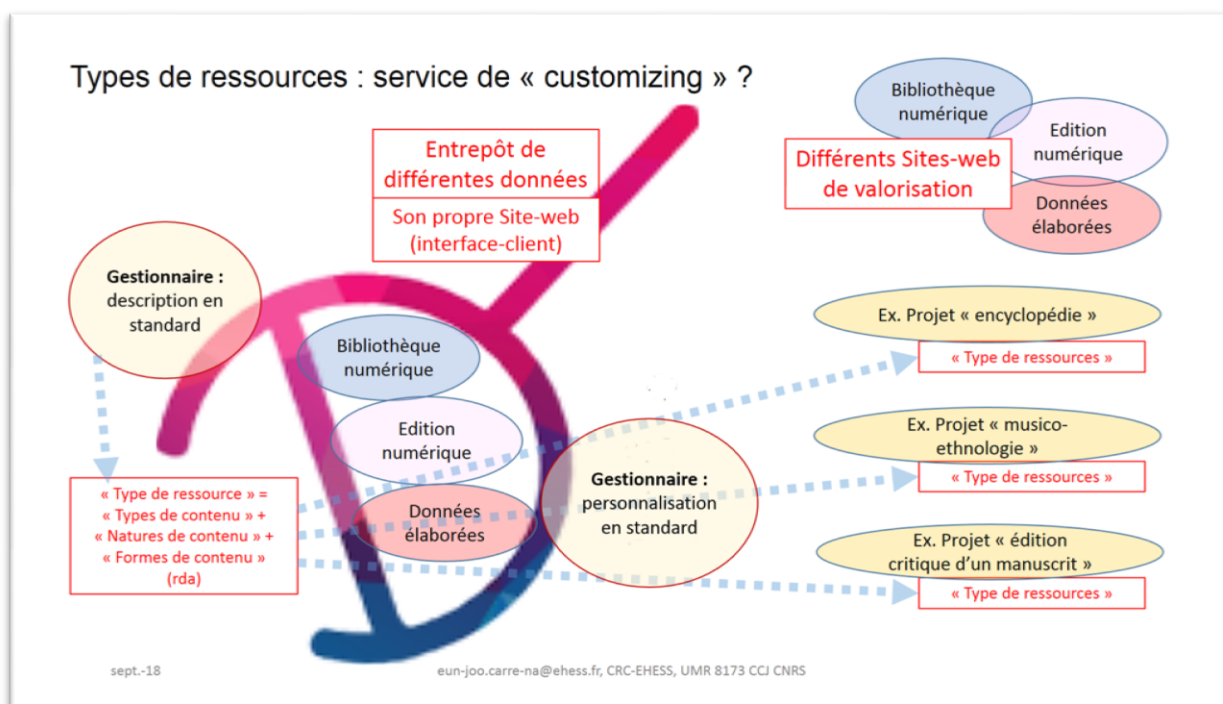 Types de ressources : service de « customizing » ?
Entrepôt de
différentes données
Son propre Site-web
(interface-client)
Bibliothèque
numérique
Edition
numérique
Différents Sites-web
de valorisation
Données
élaborées
Gestionnaire :
description en
standard
Bibliothèque
numérique
Edition
numérique
Données
élaborées
Gestionnaire :
personnalisation
en standard
« Type de ressource » =
« Types de contenu » +
« Natures de contenu » +
« Formes de contenu »
(rda)
Ex. Projet « encyclopédie »
« Type de ressources »
Ex. Projet « musico-
ethnologie »
« Type de ressources »
Ex. Projet « édition
critique d’un manuscrit »
« Type de ressources »
sept.-18
eun-joo.carre-na@ehess.fr, CRC-EHESS, UMR 8173 CCJ CNRS